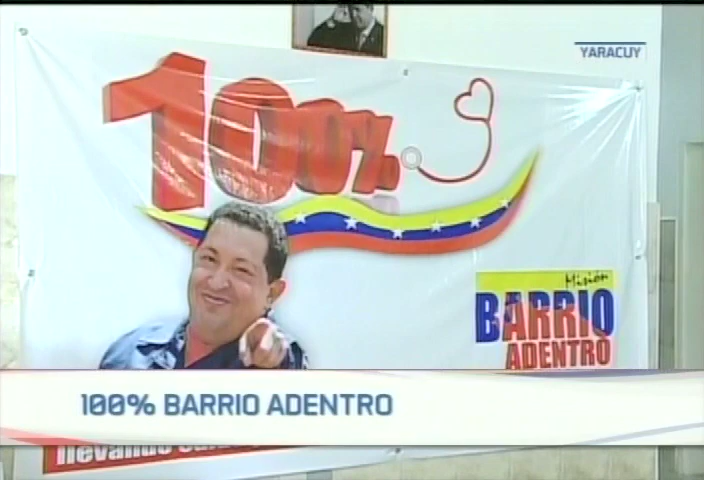 YARACUY
100%
Misión
BARRIO
ADENTRO
100% BARRIO ADENTRO
llevando